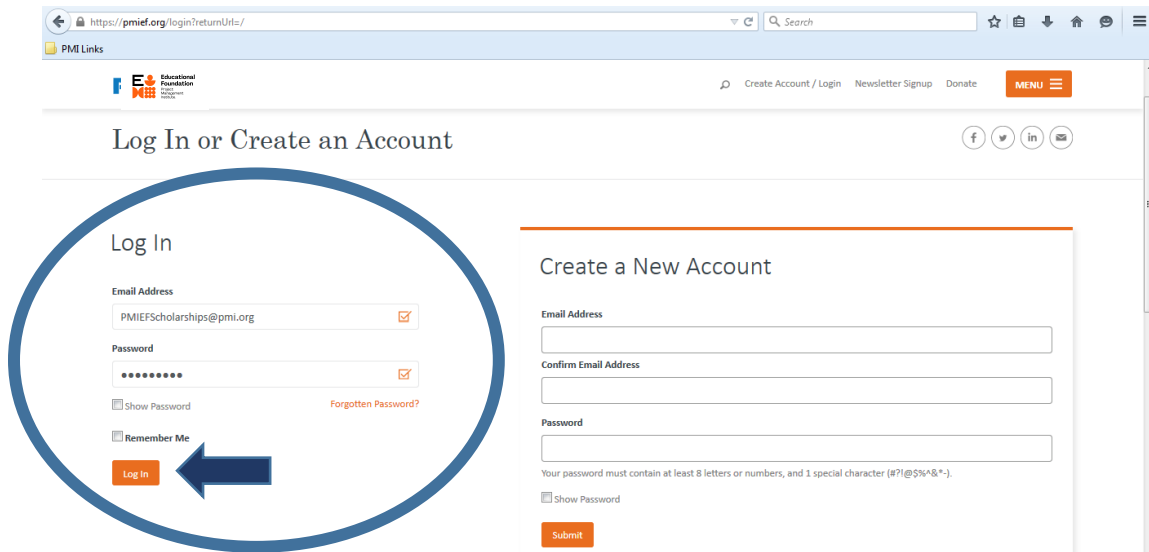 https://pmief.org/login?returnUrl=/
Search
PMI Links
Educational
Foundation
Project
Management
Institute
Create Account / Login Newsletter Signup Donate MENU
Log In or Create an Account
Log In
Email Address
PMIEFScholarships@pmi.org
Password
Show Password Forgotten Password?
Remember Me
Log In
Create a New Account
Email Address
Confirm Email Address
Password
Your password must contain at least 8 letters or numbers, and 1 special character (#?!@$%^&*-).
Show Password
Submit